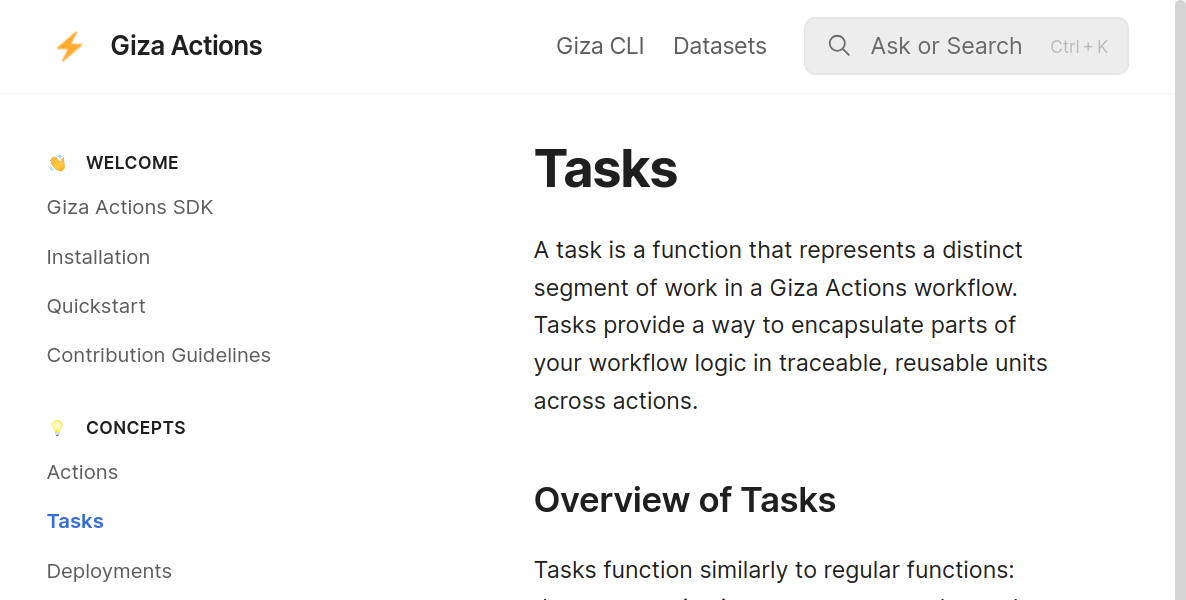 Giza Actions
Giza CLI Datasets Ask or Search Ctrl + K
WELCOME
Giza Actions SDK
Installation
Quickstart
Contribution Guidelines
CONCEPTS
Actions
Tasks
Deployments
Tasks
A task is a function that represents a distinct
segment of work in a Giza Actions workflow.
Tasks provide a way to encapsulate parts of
your workflow logic in traceable, reusable units
across actions.
Overview of Tasks
Tasks function similarly to regular functions: